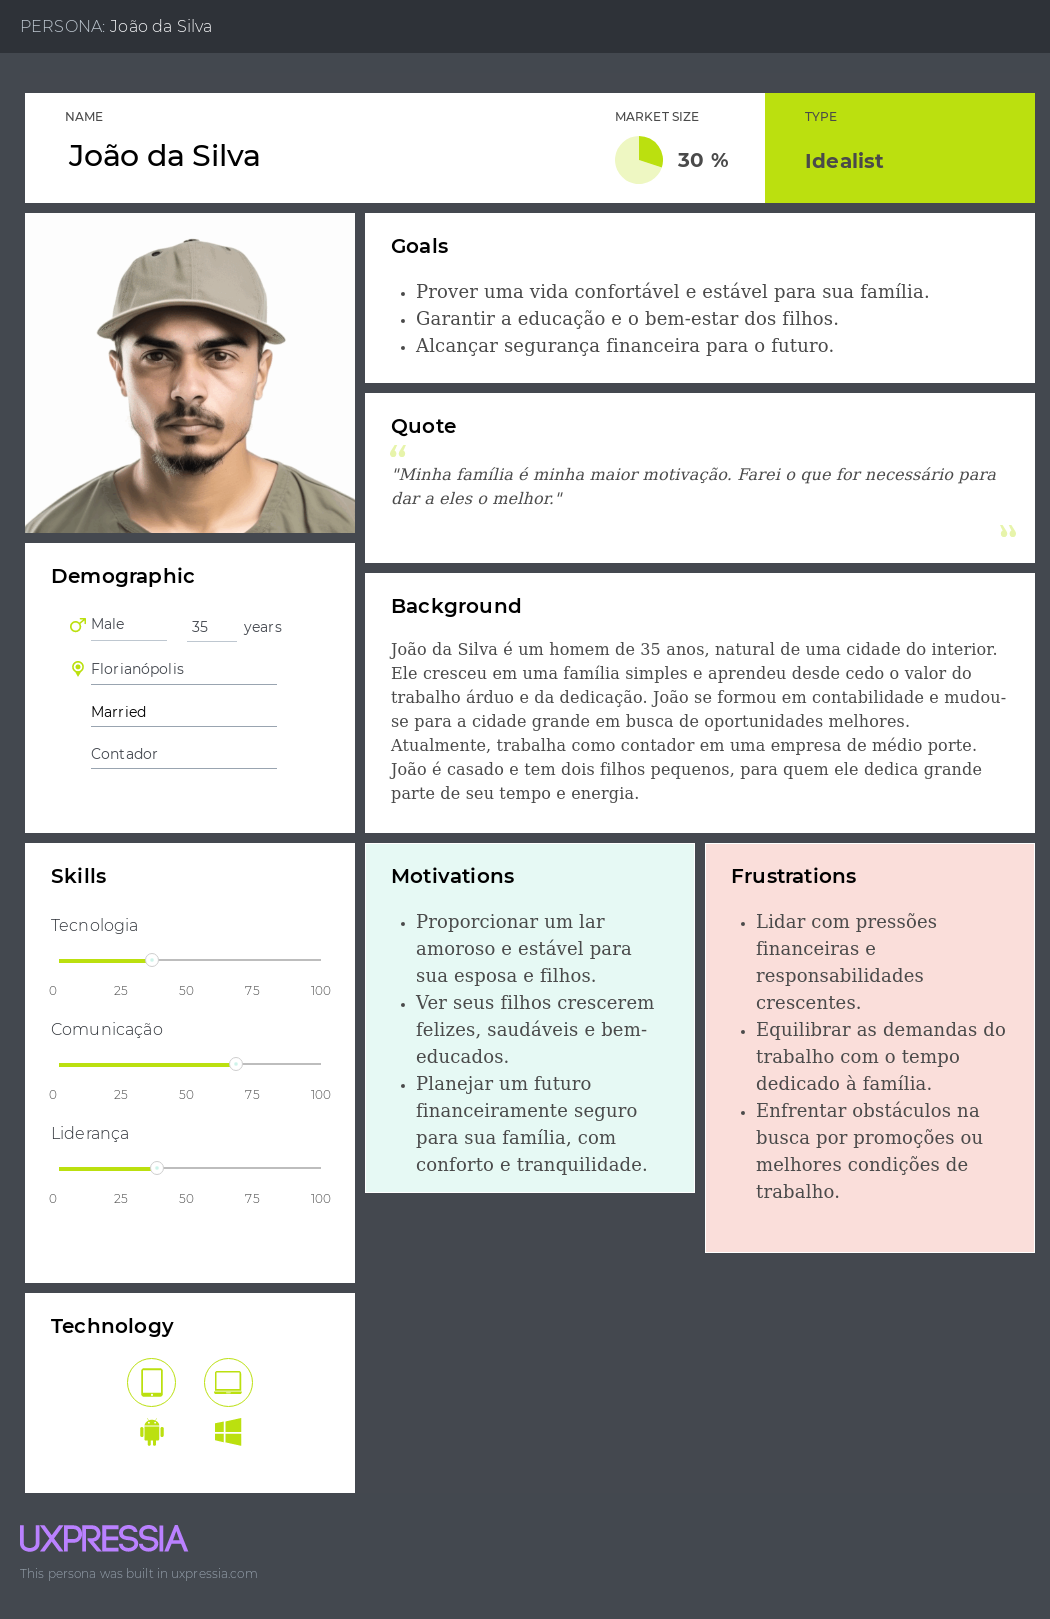 PERSONA: João da Silva
NAME
João da Silva
MARKET SIZE
30 %
TYPE
Idealist
Goals
Prover uma vida confortável e estável para sua família.
Garantir a educação e o bem-estar dos filhos.
Alcançar segurança financeira para o futuro.
Quote
“
"Minha família é minha maior motivação. Farei o que for necessário para
dar a eles o melhor."
”
Demographic
Male
35 years
Florianópolis
Married
Contador
Background
João da Silva é um homem de 35 anos, natural de uma cidade do interior.
Ele cresceu em uma família simples e aprendeu desde cedo o valor do
trabalho árduo e da dedicação. João se formou em contabilidade e mudou-
se para a cidade grande em busca de oportunidades melhores.
Atualmente, trabalha como contador em uma empresa de médio porte.
João é casado e tem dois filhos pequenos, para quem ele dedica grande
parte de seu tempo e energia.
Skills
Tecnologia
0 25 50 75 100
Comunicação
0 25 50 75 100
Liderança
0 25 50 75 100
Motivations
Proporcionar um lar
amoroso e estável para
sua esposa e filhos.
Ver seus filhos crescerem
felizes, saudáveis e bem-
educados.
Planejar um futuro
financeiramente seguro
para sua família, com
conforto e tranquilidade.
Frustrations
Lidar com pressões
financeiras e
responsabilidades
crescentes.
Equilibrar as demandas do
trabalho com o tempo
dedicado à família.
Enfrentar obstáculos na
busca por promoções ou
melhores condições de
trabalho.
Technology
UXPRESSIA
This persona was built in uxpressia.com